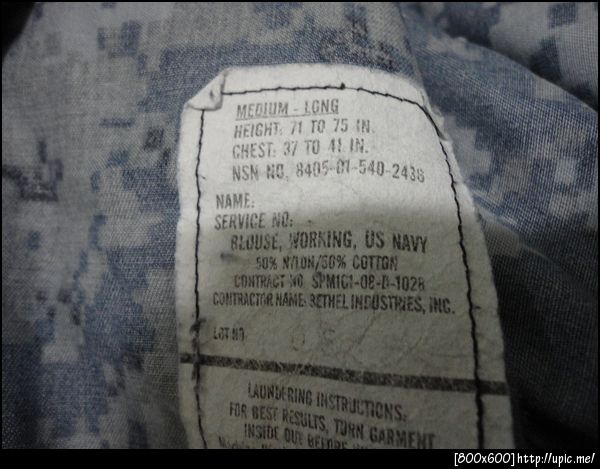 MEDIUM - LONG
HEIGHT: 71 TO 75 IN.
CHEST: 37 TO 41 IN.
NSN NO. 8405-01-540-2438
NAME:
SERVICE NO:
BLOUSE, WORKING, US NAVY
50% NYLON/50% COTTON
CONTRACT NO. SPM1C1-08-D-1028
CONTRACTOR NAME: BETHEL INDUSTRIES, INC.
LOT NO
LAUNDERING INSTRUCTIONS:
FOR BEST RESULTS, TURN GARMENT
INSIDE OUT BEFORE
[800x600]http://upic.me/